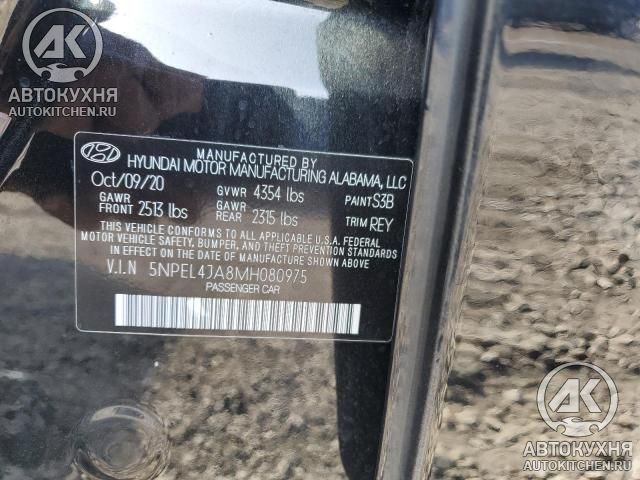 AK
АВТОКУХНЯ
AUTOKITCHEN.RU
MANUFACTURED BY
HYUNDAI MOTOR MANUFACTURING ALABAMA, LLC
Oct/09/20 GVWR 4354 lbs PAINT S3B
GAWR FRONT 2513 lbs GAWR REAR 2315 lbs TRIM REY
THIS VEHICLE CONFORMS TO ALL APPLICABLE U.S.A. FEDERAL
MOTOR VEHICLE SAFETY, BUMPER, AND THEFT PREVENTION STANDARDS
IN EFFECT ON THE DATE OF MANUFACTURE SHOWN ABOVE.
V.I.N 5NPEL4JA8MH080975
PASSENGER CAR
AK
АВТОКУХНЯ
AUTOKITCHEN.RU